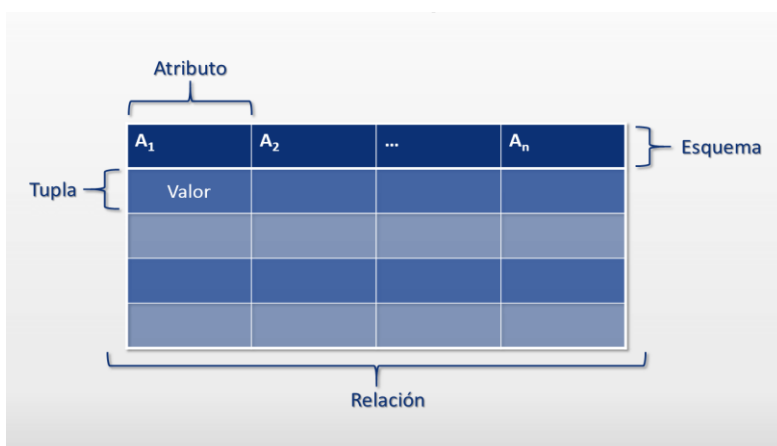 Atributo
A₁ A₂ ... Aₙ
Esquema
Tupla
Valor
Relación